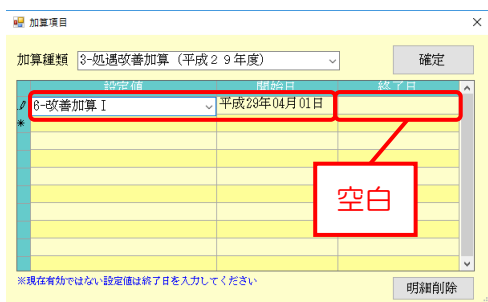 加算項目
加算種類 3-処遇改善加算（平成２９年度） 確定
設定値 開始日 終了日
6-改善加算Ⅰ 平成29年04月01日
空白
※現在有効ではない設定値は終了日を入力してください
明細削除